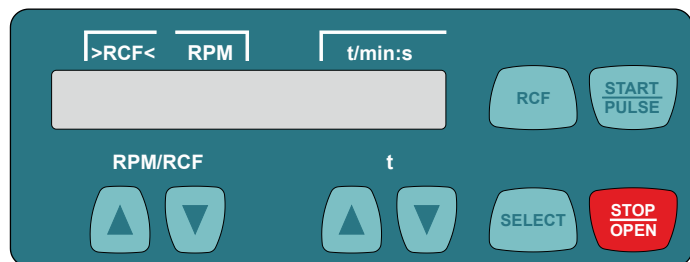 >RCF< RPM t/min:s
RCF
START
PULSE
RPM/RCF t
SELECT
STOP
OPEN